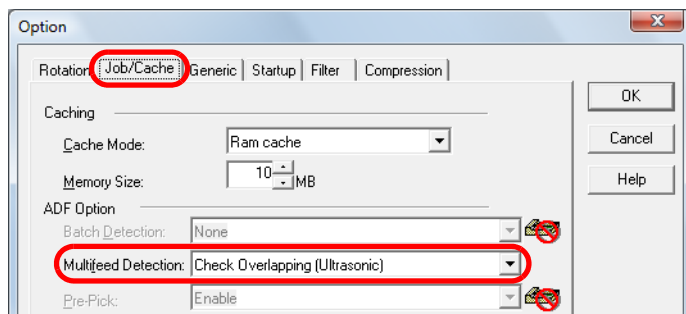 Option
Rotation Job/Cache Generic Startup Filter Compression
OK
Caching
Cache Mode: Ram cache
Cancel
Memory Size: 10 MB
Help
ADF Option
Batch Detection: None
Multifeed Detection: Check Overlapping (Ultrasonic)
Pre-Pick: Enable